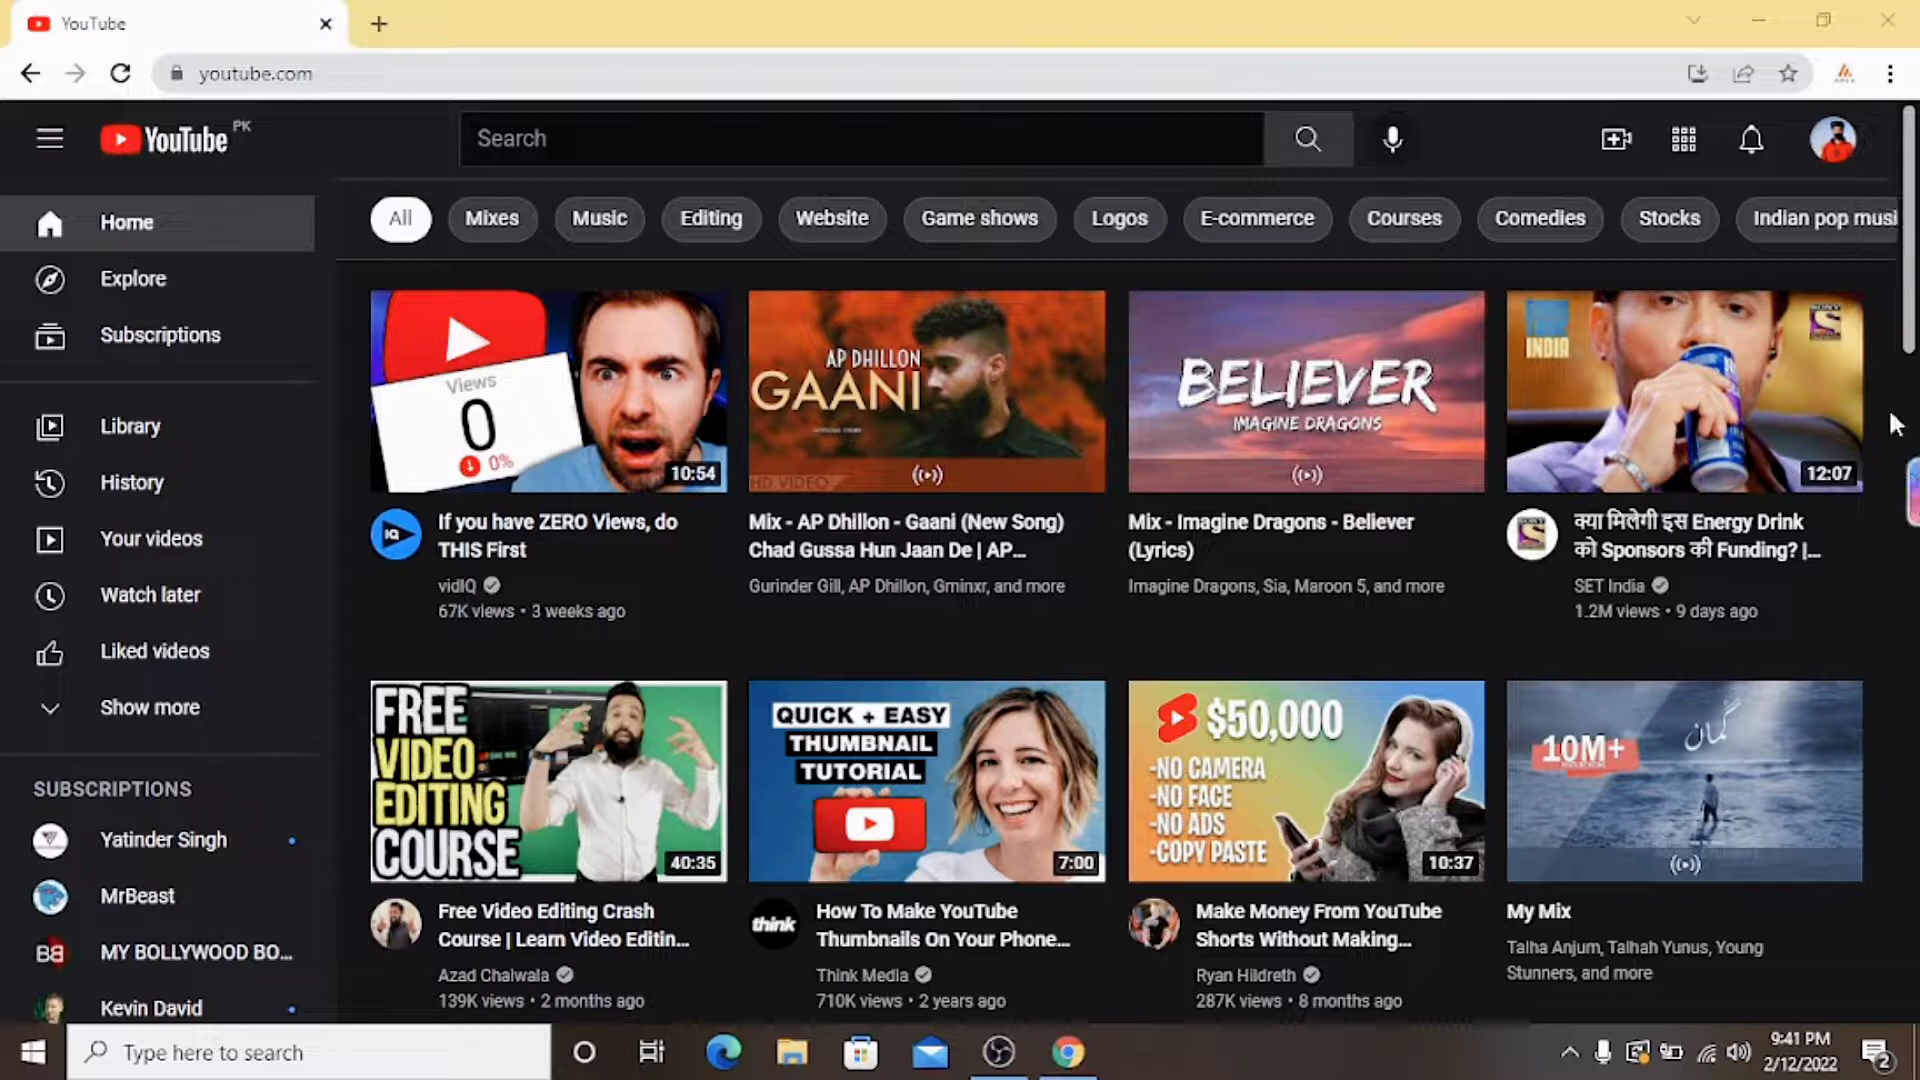 YouTube
youtube.com
YouTube PK
Search
Home
Explore
Subscriptions
Library
History
Your videos
Watch later
Liked videos
Show more
SUBSCRIPTIONS
Yatinder Singh
MrBeast
MY BOLLYWOOD BO...
Kevin David
All
Mixes
Music
Editing
Website
Game shows
Logos
E-commerce
Courses
Comedies
Stocks
Indian pop musi
Views
0
0%
10:54
AP DHILLON
GAANI
HD VIDEO
BELIEVER
IMAGINE DRAGONS
INDIA
SONY
12:07
IQ
If you have ZERO Views, do
THIS First
vidIQ
67K views • 3 weeks ago
Mix - AP Dhillon - Gaani (New Song)
Chad Gussa Hun Jaan De | AP...
Gurinder Gill, AP Dhillon, Gminxr, and more
Mix - Imagine Dragons - Believer
(Lyrics)
Imagine Dragons, Sia, Maroon 5, and more
क्या मिलेगी इस Energy Drink
को Sponsors की Funding? |...
SET India
1.2M views • 9 days ago
FREE
VIDEO
EDITING
COURSE
40:35
QUICK + EASY
THUMBNAIL
TUTORIAL
7:00
$50,000
-NO CAMERA
-NO FACE
-NO ADS
-COPY PASTE
10:37
10M+
گمان
Free Video Editing Crash
Course | Learn Video Editin...
Azad Chaiwala
139K views • 2 months ago
think
How To Make YouTube
Thumbnails On Your Phone...
Think Media
710K views • 2 years ago
Make Money From YouTube
Shorts Without Making...
Ryan Hildreth
287K views • 8 months ago
My Mix
Talha Anjum, Talhah Yunus, Young
Stunners, and more
Type here to search
9:41 PM
2/12/2022
2